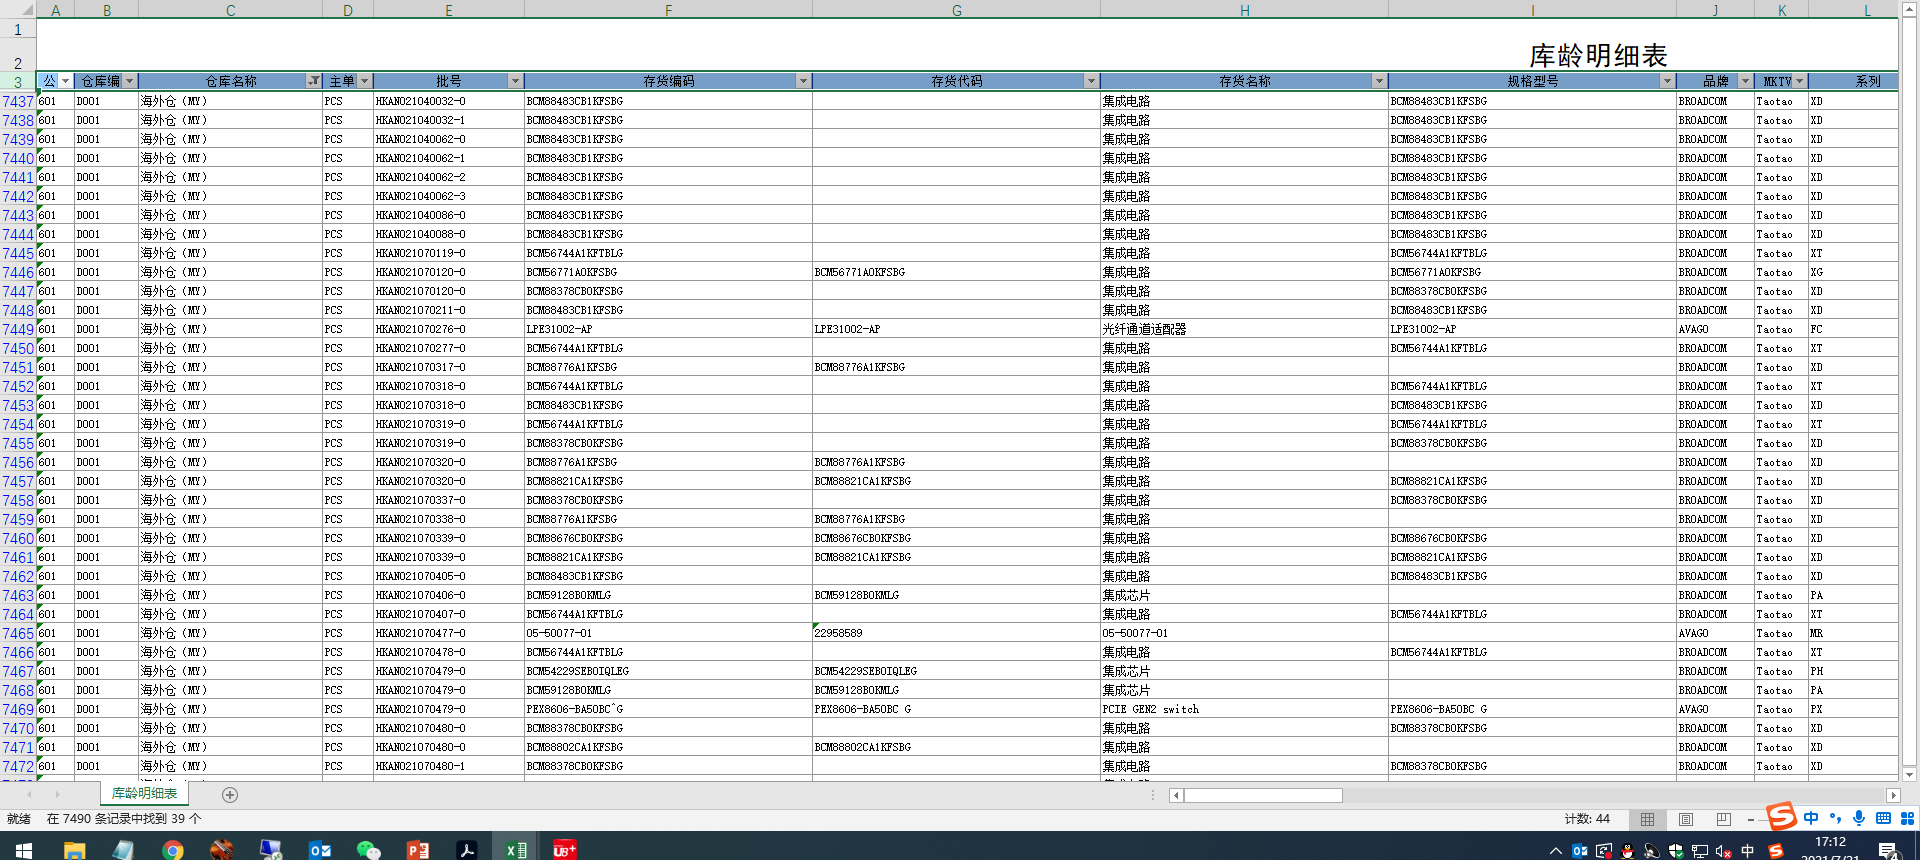 A B C D E F G H I J K L
1
2 库龄明细表
3 公 仓库编 仓库名称 主单 批号 存货编码 存货代码 存货名称 规格型号 品牌 MKTV 系列
7437 601 D001 海外仓（MY） PCS HKAN021040032-0 BCM88483CB1KFSBG 集成电路 BCM88483CB1KFSBG BROADCOM Taotao XD
7438 601 D001 海外仓（MY） PCS HKAN021040032-1 BCM88483CB1KFSBG 集成电路 BCM88483CB1KFSBG BROADCOM Taotao XD
7439 601 D001 海外仓（MY） PCS HKAN021040062-0 BCM88483CB1KFSBG 集成电路 BCM88483CB1KFSBG BROADCOM Taotao XD
7440 601 D001 海外仓（MY） PCS HKAN021040062-1 BCM88483CB1KFSBG 集成电路 BCM88483CB1KFSBG BROADCOM Taotao XD
7441 601 D001 海外仓（MY） PCS HKAN021040062-2 BCM88483CB1KFSBG 集成电路 BCM88483CB1KFSBG BROADCOM Taotao XD
7442 601 D001 海外仓（MY） PCS HKAN021040062-3 BCM88483CB1KFSBG 集成电路 BCM88483CB1KFSBG BROADCOM Taotao XD
7443 601 D001 海外仓（MY） PCS HKAN021040086-0 BCM88483CB1KFSBG 集成电路 BCM88483CB1KFSBG BROADCOM Taotao XD
7444 601 D001 海外仓（MY） PCS HKAN021040088-0 BCM88483CB1KFSBG 集成电路 BCM88483CB1KFSBG BROADCOM Taotao XD
7445 601 D001 海外仓（MY） PCS HKAN021070119-0 BCM56744A1KFTBLG 集成电路 BCM56744A1KFTBLG BROADCOM Taotao XT
7446 601 D001 海外仓（MY） PCS HKAN021070120-0 BCM56771A0KFSBG BCM56771A0KFSBG 集成电路 BCM56771A0KFSBG BROADCOM Taotao XG
7447 601 D001 海外仓（MY） PCS HKAN021070120-0 BCM88378CB0KFSBG 集成电路 BCM88378CB0KFSBG BROADCOM Taotao XD
7448 601 D001 海外仓（MY） PCS HKAN021070211-0 BCM88483CB1KFSBG 集成电路 BCM88483CB1KFSBG BROADCOM Taotao XD
7449 601 D001 海外仓（MY） PCS HKAN021070276-0 LPE31002-AP LPE31002-AP 光纤通道适配器 LPE31002-AP AVAGO Taotao FC
7450 601 D001 海外仓（MY） PCS HKAN021070277-0 BCM56744A1KFTBLG 集成电路 BCM56744A1KFTBLG BROADCOM Taotao XT
7451 601 D001 海外仓（MY） PCS HKAN021070317-0 BCM88776A1KFSBG BCM88776A1KFSBG 集成电路 BROADCOM Taotao XD
7452 601 D001 海外仓（MY） PCS HKAN021070318-0 BCM56744A1KFTBLG 集成电路 BCM56744A1KFTBLG BROADCOM Taotao XT
7453 601 D001 海外仓（MY） PCS HKAN021070318-0 BCM88483CB1KFSBG 集成电路 BCM88483CB1KFSBG BROADCOM Taotao XD
7454 601 D001 海外仓（MY） PCS HKAN021070319-0 BCM56744A1KFTBLG 集成电路 BCM56744A1KFTBLG BROADCOM Taotao XT
7455 601 D001 海外仓（MY） PCS HKAN021070319-0 BCM88378CB0KFSBG 集成电路 BCM88378CB0KFSBG BROADCOM Taotao XD
7456 601 D001 海外仓（MY） PCS HKAN021070320-0 BCM88776A1KFSBG BCM88776A1KFSBG 集成电路 BROADCOM Taotao XD
7457 601 D001 海外仓（MY） PCS HKAN021070320-0 BCM88821CA1KFSBG BCM88821CA1KFSBG 集成电路 BCM88821CA1KFSBG BROADCOM Taotao XD
7458 601 D001 海外仓（MY） PCS HKAN021070337-0 BCM88378CB0KFSBG 集成电路 BCM88378CB0KFSBG BROADCOM Taotao XD
7459 601 D001 海外仓（MY） PCS HKAN021070338-0 BCM88776A1KFSBG BCM88776A1KFSBG 集成电路 BROADCOM Taotao XD
7460 601 D001 海外仓（MY） PCS HKAN021070339-0 BCM88676CB0KFSBG BCM88676CB0KFSBG 集成电路 BCM88676CB0KFSBG BROADCOM Taotao XD
7461 601 D001 海外仓（MY） PCS HKAN021070339-0 BCM88821CA1KFSBG BCM88821CA1KFSBG 集成电路 BCM88821CA1KFSBG BROADCOM Taotao XD
7462 601 D001 海外仓（MY） PCS HKAN021070405-0 BCM88483CB1KFSBG 集成电路 BCM88483CB1KFSBG BROADCOM Taotao XD
7463 601 D001 海外仓（MY） PCS HKAN021070406-0 BCM59128B0KMLG BCM59128B0KMLG 集成芯片 BROADCOM Taotao PA
7464 601 D001 海外仓（MY） PCS HKAN021070407-0 BCM56744A1KFTBLG 集成电路 BCM56744A1KFTBLG BROADCOM Taotao XT
7465 601 D001 海外仓（MY） PCS HKAN021070477-0 05-50077-01 22958589 05-50077-01 AVAGO Taotao MR
7466 601 D001 海外仓（MY） PCS HKAN021070478-0 BCM56744A1KFTBLG 集成电路 BCM56744A1KFTBLG BROADCOM Taotao XT
7467 601 D001 海外仓（MY） PCS HKAN021070479-0 BCM54229SEB0IQLEG BCM54229SEB0IQLEG 集成芯片 BROADCOM Taotao PH
7468 601 D001 海外仓（MY） PCS HKAN021070479-0 BCM59128B0KMLG BCM59128B0KMLG 集成芯片 BROADCOM Taotao PA
7469 601 D001 海外仓（MY） PCS HKAN021070479-0 PEX8606-BA50BC^G PEX8606-BA50BC G PCIE GEN2 switch PEX8606-BA50BC G AVAGO Taotao PX
7470 601 D001 海外仓（MY） PCS HKAN021070480-0 BCM88378CB0KFSBG 集成电路 BCM88378CB0KFSBG BROADCOM Taotao XD
7471 601 D001 海外仓（MY） PCS HKAN021070480-0 BCM88802CA1KFSBG BCM88802CA1KFSBG 集成电路 BROADCOM Taotao XD
7472 601 D001 海外仓（MY） PCS HKAN021070480-1 BCM88378CB0KFSBG 集成电路 BCM88378CB0KFSBG BROADCOM Taotao XD
库龄明细表
就绪 在 7490 条记录中找到 39 个 计数: 44 中
U8+ 中 17:12